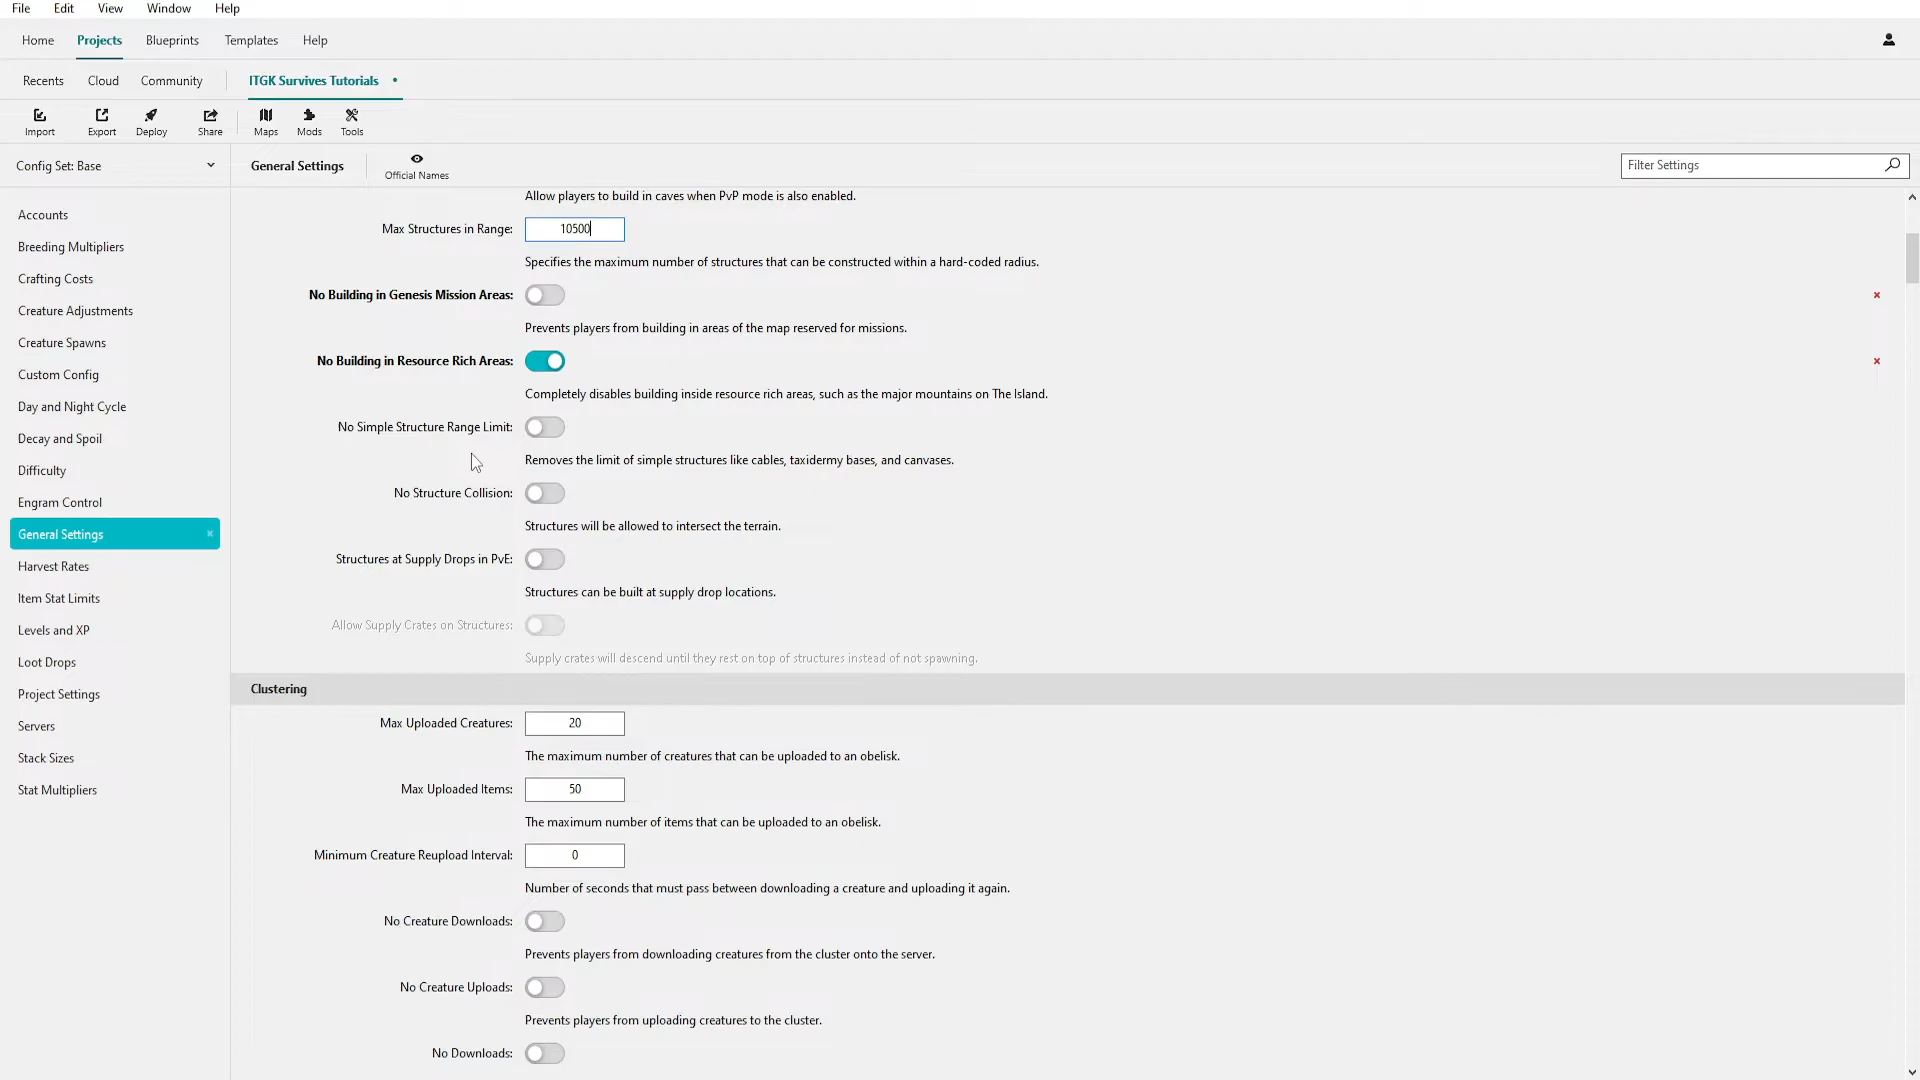 File Edit View Window Help
Home Projects Blueprints Templates Help
Recents Cloud Community ITGK Survives Tutorials •
Import Export Deploy Share Maps Mods Tools
Config Set: Base General Settings Official Names Filter Settings
Accounts
Breeding Multipliers
Crafting Costs
Creature Adjustments
Creature Spawns
Custom Config
Day and Night Cycle
Decay and Spoil
Difficulty
Engram Control
General Settings
Harvest Rates
Item Stat Limits
Levels and XP
Loot Drops
Project Settings
Servers
Stack Sizes
Stat Multipliers
Allow players to build in caves when PvP mode is also enabled.
Max Structures in Range: 10500
Specifies the maximum number of structures that can be constructed within a hard-coded radius.
No Building in Genesis Mission Areas:
Prevents players from building in areas of the map reserved for missions.
No Building in Resource Rich Areas:
Completely disables building inside resource rich areas, such as the major mountains on The Island.
No Simple Structure Range Limit:
Removes the limit of simple structures like cables, taxidermy bases, and canvases.
No Structure Collision:
Structures will be allowed to intersect the terrain.
Structures at Supply Drops in PvE:
Structures can be built at supply drop locations.
Allow Supply Crates on Structures:
Supply crates will descend until they rest on top of structures instead of not spawning.
Clustering
Max Uploaded Creatures: 20
The maximum number of creatures that can be uploaded to an obelisk.
Max Uploaded Items: 50
The maximum number of items that can be uploaded to an obelisk.
Minimum Creature Reupload Interval: 0
Number of seconds that must pass between downloading a creature and uploading it again.
No Creature Downloads:
Prevents players from downloading creatures from the cluster onto the server.
No Creature Uploads:
Prevents players from uploading creatures to the cluster.
No Downloads: